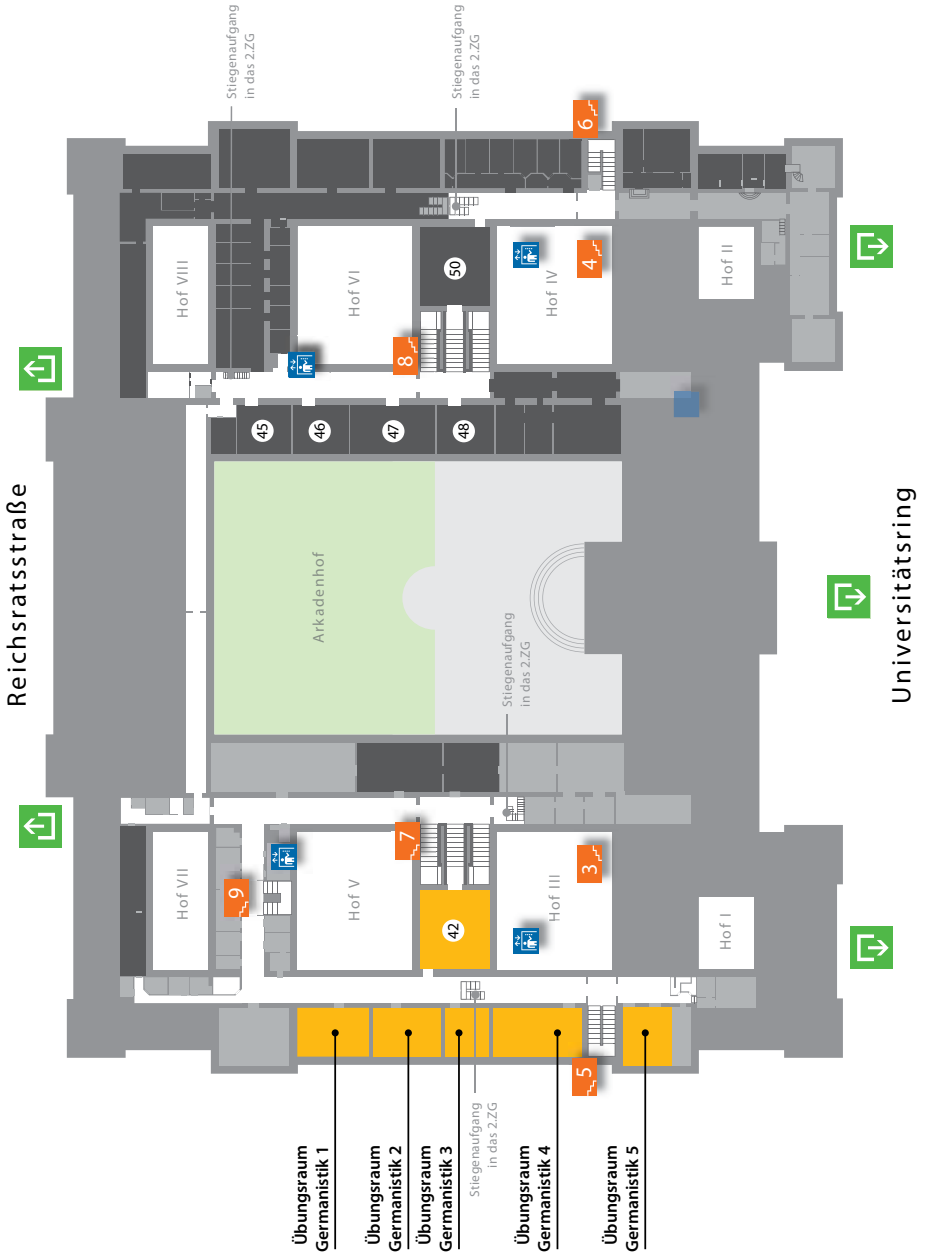 Reichsratsstraße
Stiegenaufgang
in das 2.ZG
Hof VII
Hof VIII
9
45
Übungsraum
Germanistik 1
Hof V
Arkadenhof
46
Hof VI
Übungsraum
Germanistik 2
7
47
8
Übungsraum
Germanistik 3
42
48
50
Stiegenaufgang
in das 2.ZG
Stiegenaufgang
in das 2.ZG
Stiegenaufgang
in das 2.ZG
Übungsraum
Germanistik 4
Hof III
Hof IV
5
3
4
6
Übungsraum
Germanistik 5
Hof I
Hof II
Universitätsring